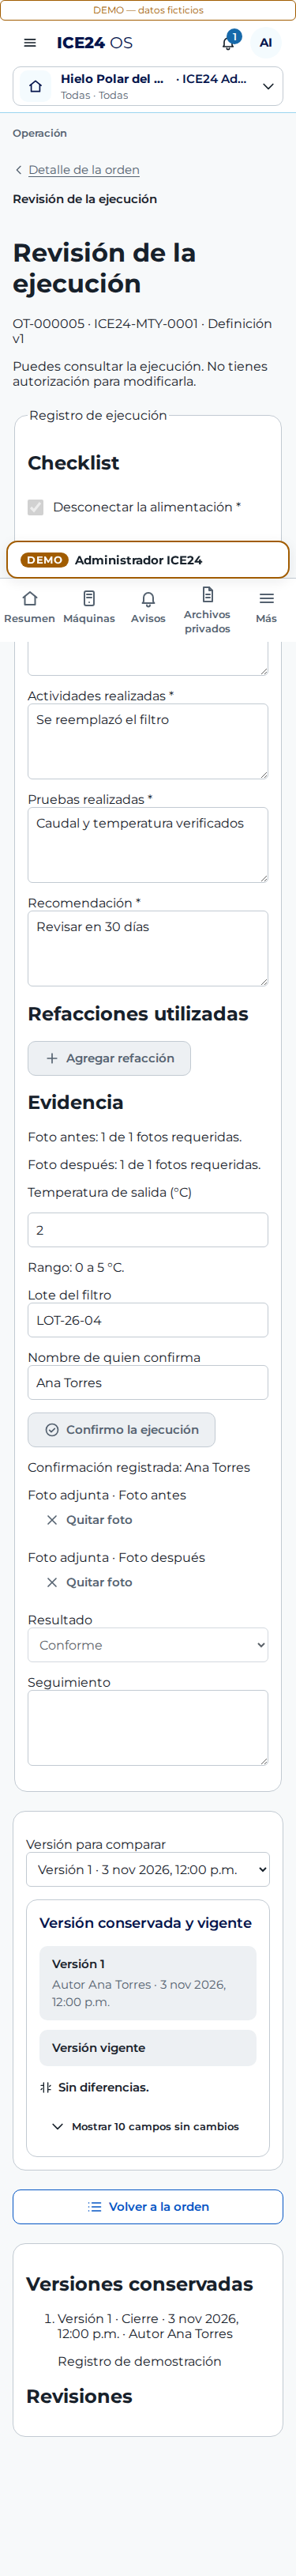 DEMO — datos ficticios
ICE24 OS
1
AI
Hielo Polar del ... · ICE24 Ad...
Todas · Todas
Operación
Detalle de la orden
Revisión de la ejecución
Revisión de la
ejecución
OT-000005 · ICE24-MTY-0001 · Definición
v1
Puedes consultar la ejecución. No tienes
autorización para modificarla.
Registro de ejecución
Checklist
Desconectar la alimentación *
DEMO Administrador ICE24
Resumen
Máquinas
Avisos
Archivos
privados
Más
Actividades realizadas *
Se reemplazó el filtro
Pruebas realizadas *
Caudal y temperatura verificados
Recomendación *
Revisar en 30 días
Refacciones utilizadas
Agregar refacción
Evidencia
Foto antes: 1 de 1 fotos requeridas.
Foto después: 1 de 1 fotos requeridas.
Temperatura de salida (°C)
2
Rango: 0 a 5 °C.
Lote del filtro
LOT-26-04
Nombre de quien confirma
Ana Torres
Confirmo la ejecución
Confirmación registrada: Ana Torres
Foto adjunta · Foto antes
Quitar foto
Foto adjunta · Foto después
Quitar foto
Resultado
Conforme
Seguimiento
Versión para comparar
Versión 1 · 3 nov 2026, 12:00 p.m.
Versión conservada y vigente
Versión 1
Autor Ana Torres · 3 nov 2026,
12:00 p.m.
Versión vigente
Sin diferencias.
Mostrar 10 campos sin cambios
Volver a la orden
Versiones conservadas
1. Versión 1 · Cierre · 3 nov 2026,
12:00 p.m. · Autor Ana Torres
Registro de demostración
Revisiones